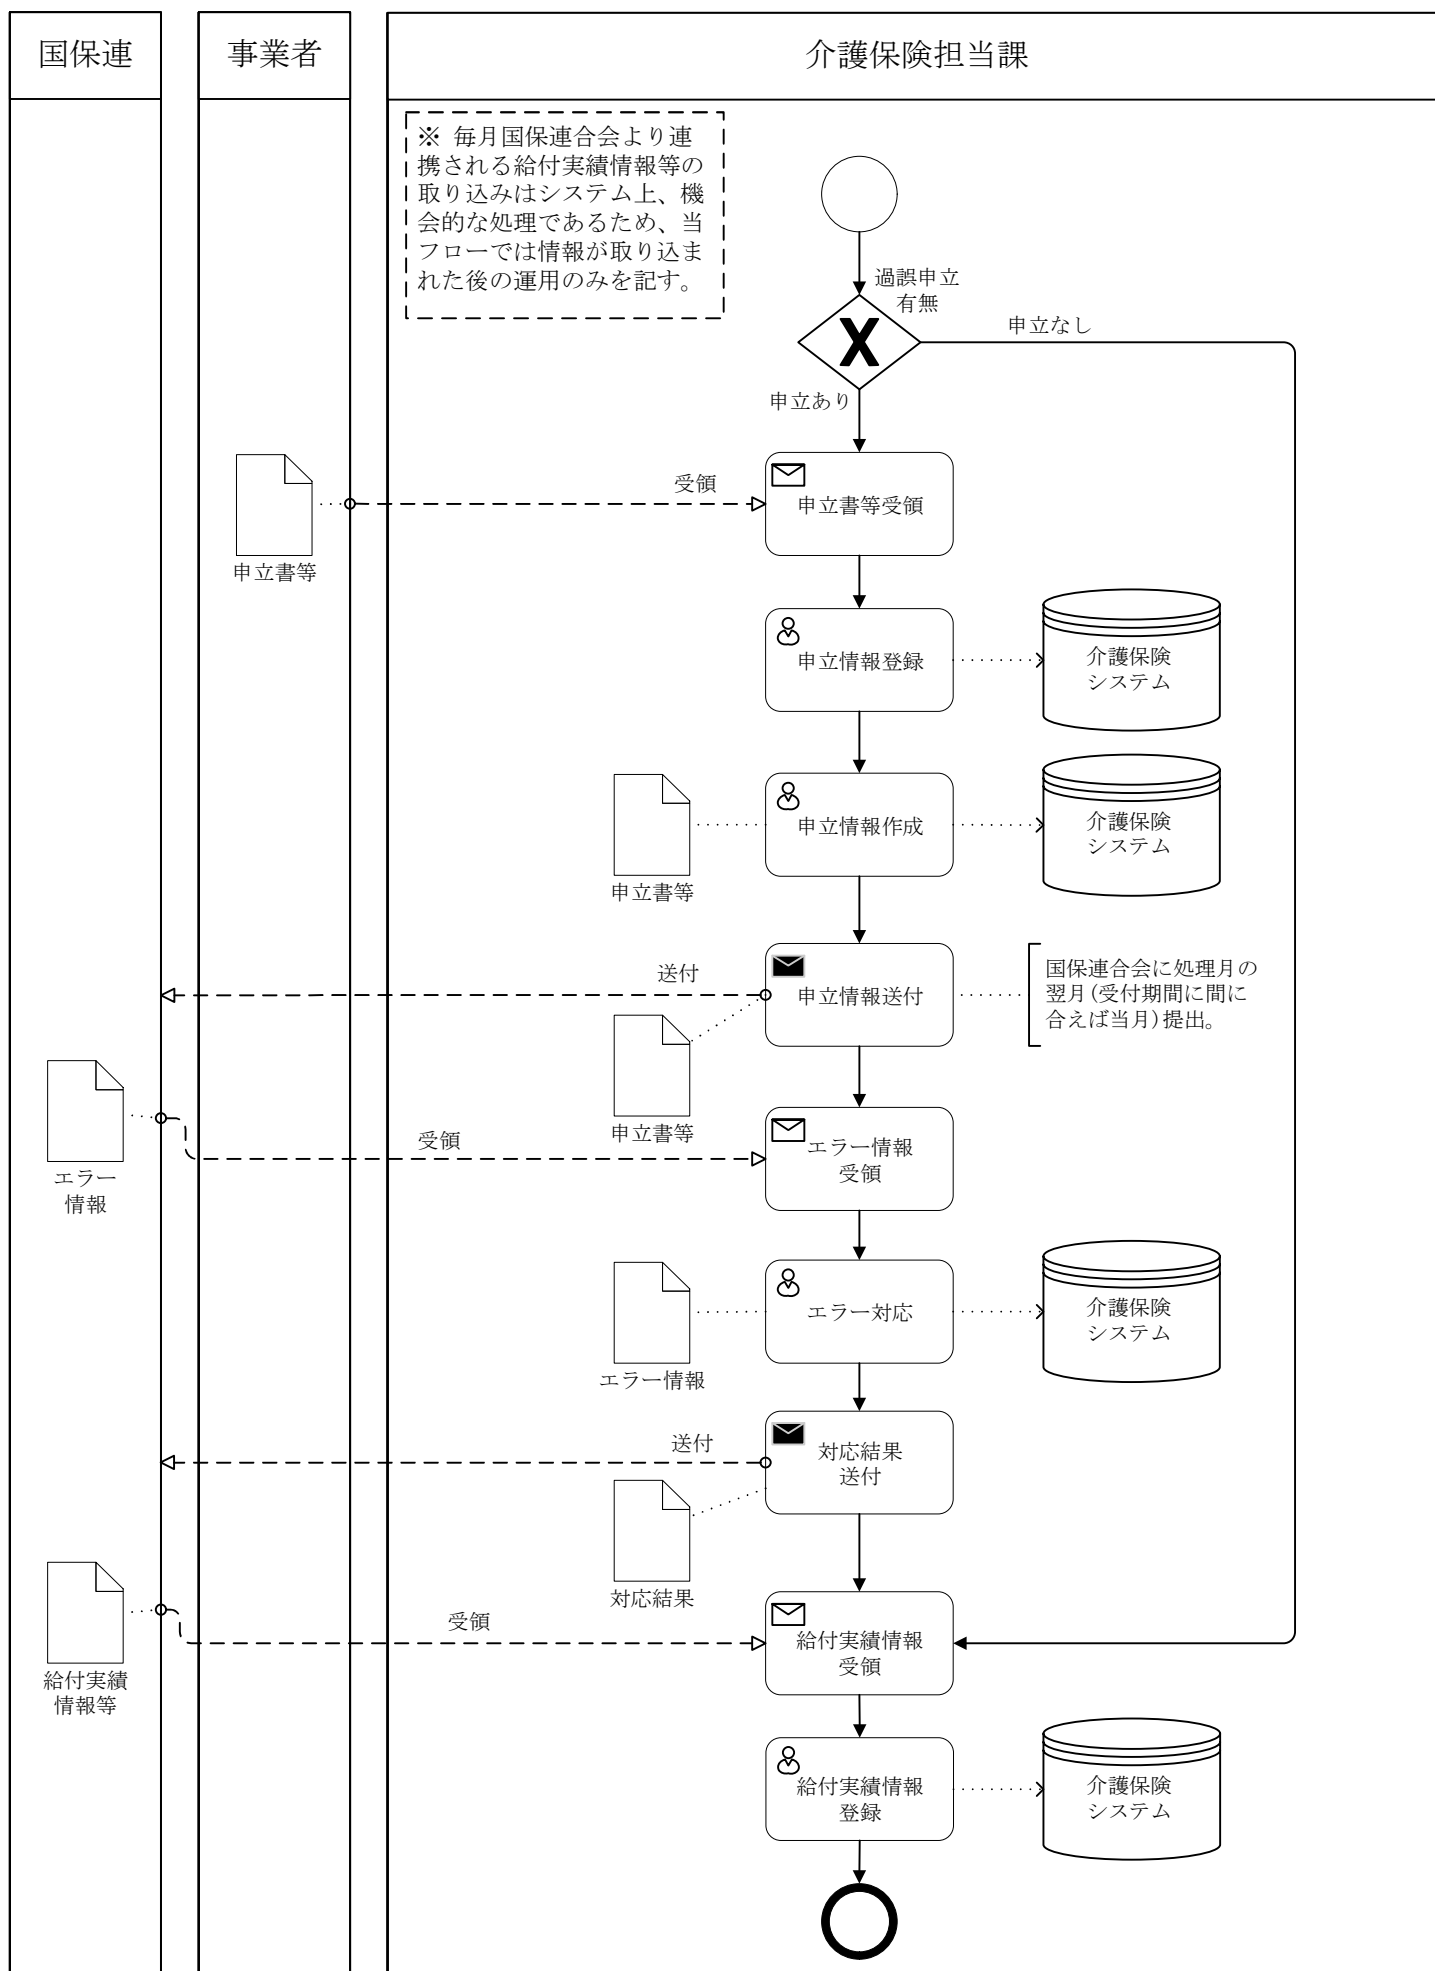 国保連
事業者
介護保険担当課
※ 毎月国保連合会より連
携される給付実績情報等の
取り込みはシステム上、機
会的な処理であるため、当
フローでは情報が取り込ま
れた後の運用のみを記す。
過誤申立
有無
申立なし
申立あり
受領
申立書等受領
申立書等
申立情報登録
介護保険
システム
申立情報作成
介護保険
システム
申立書等
送付
申立情報送付
国保連合会に処理月の
翌月(受付期間に間に
合えば当月)提出。
申立書等
エラー
情報
受領
エラー情報
受領
エラー対応
介護保険
システム
エラー情報
送付
対応結果
送付
対応結果
給付実績
情報等
受領
給付実績情報
受領
給付実績情報
登録
介護保険
システム